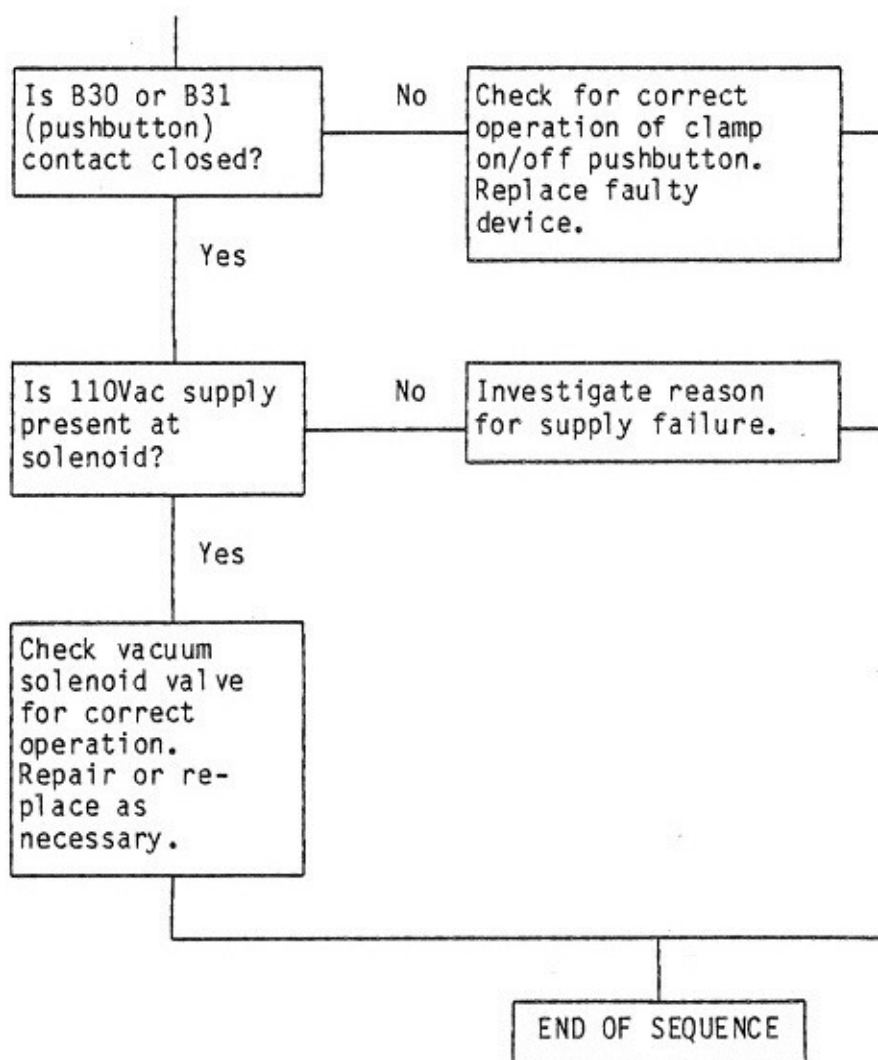 Is B30 or B31
(pushbutton)
contact closed?
No
Check for correct
operation of clamp
on/off pushbutton.
Replace faulty
device.
Yes
Is 110Vac supply
present at
solenoid?
No
Investigate reason
for supply failure.
Yes
Check vacuum
solenoid valve
for correct
operation.
Repair or re-
place as
necessary.
END OF SEQUENCE